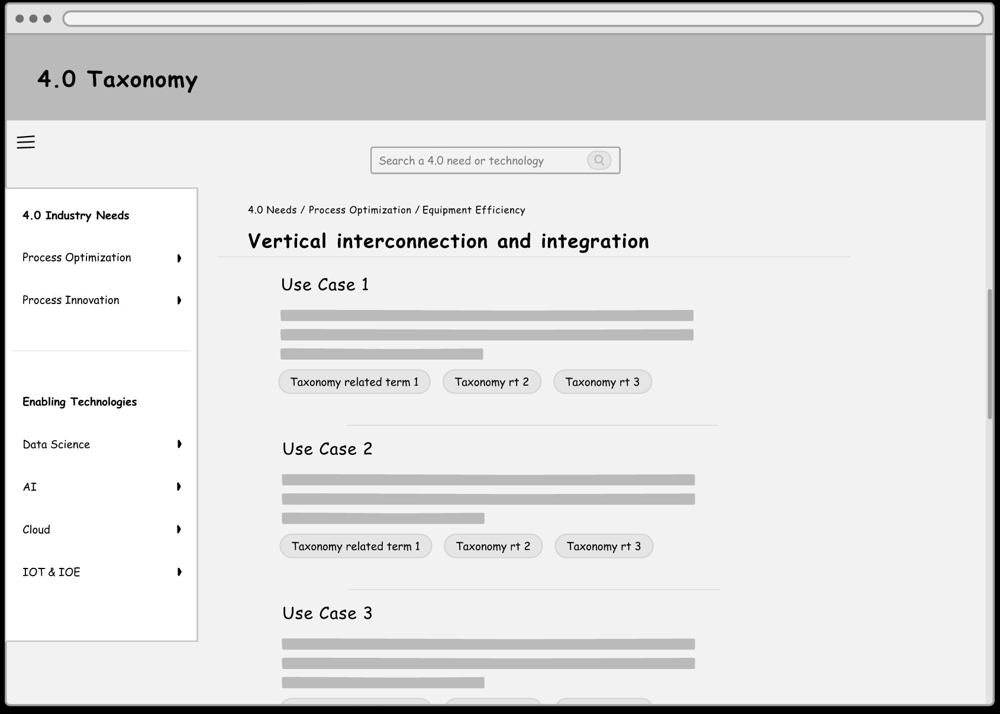 4.0 Taxonomy
Search a 4.0 need or technology
4.0 Industry Needs
Process Optimization
Process Innovation
Enabling Technologies
Data Science
AI
Cloud
IOT & IOE
4.0 Needs / Process Optimization / Equipment Efficiency
Vertical interconnection and integration
Use Case 1
Taxonomy related term 1
Taxonomy rt 2
Taxonomy rt 3
Use Case 2
Taxonomy related term 1
Taxonomy rt 2
Taxonomy rt 3
Use Case 3